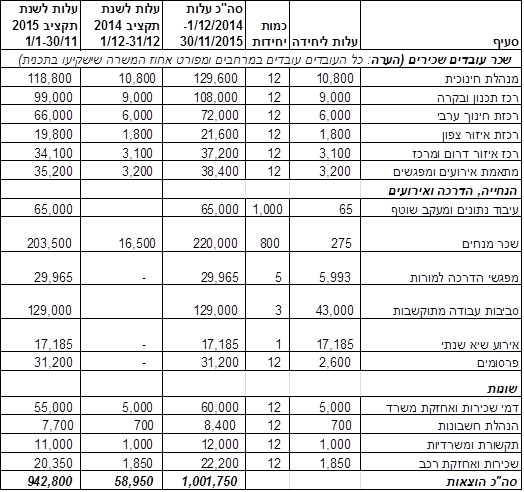 סעיף | עלות ליחידה | כמות יחידות | סה"כ עלות 1/12/2014-30/11/2015 | עלות לשנת תקציב 2014 1/12-31/12 | עלות לשנת תקציב 2015 1/1-30/11
שכר עובדים שכירים (הערה: כל העובדים עובדים במרחבים ומפורט אחוז המשרה שישקיעו בתכנית)
מנהלת חינוכית | 10,800 | 12 | 129,600 | 10,800 | 118,800
רכז תכנון ובקרה | 9,000 | 12 | 108,000 | 9,000 | 99,000
רכזת חינוך ערבי | 6,000 | 12 | 72,000 | 6,000 | 66,000
רכזת איזור צפון | 1,800 | 12 | 21,600 | 1,800 | 19,800
רכז איזור דרום ומרכז | 3,100 | 12 | 37,200 | 3,100 | 34,100
מתאמת אירועים ומפגשים | 3,200 | 12 | 38,400 | 3,200 | 35,200
הנחייה, הדרכה ואירועים
עיבוד נתונים ומעקב שוטף | 65 | 1,000 | 65,000 | 65,000
שכר מנחים | 275 | 800 | 220,000 | 16,500 | 203,500
מפגשי הדרכה למורות | 5,993 | 5 | 29,965 | - | 29,965
סביבות עבודה מתוקשבות | 43,000 | 3 | 129,000 | 129,000
אירוע שיא שנתי | 17,185 | 1 | 17,185 | - | 17,185
פרסומים | 2,600 | 12 | 31,200 | - | 31,200
שונות
דמי שכירות ואחזקת משרד | 5,000 | 12 | 60,000 | 5,000 | 55,000
הנהלת חשבונות | 700 | 12 | 8,400 | 700 | 7,700
תקשורת ומשרדיות | 1,000 | 12 | 12,000 | 1,000 | 11,000
שכירות ואחזקת רכב | 1,850 | 12 | 22,200 | 1,850 | 20,350
סה"כ הוצאות | 1,001,750 | 58,950 | 942,800